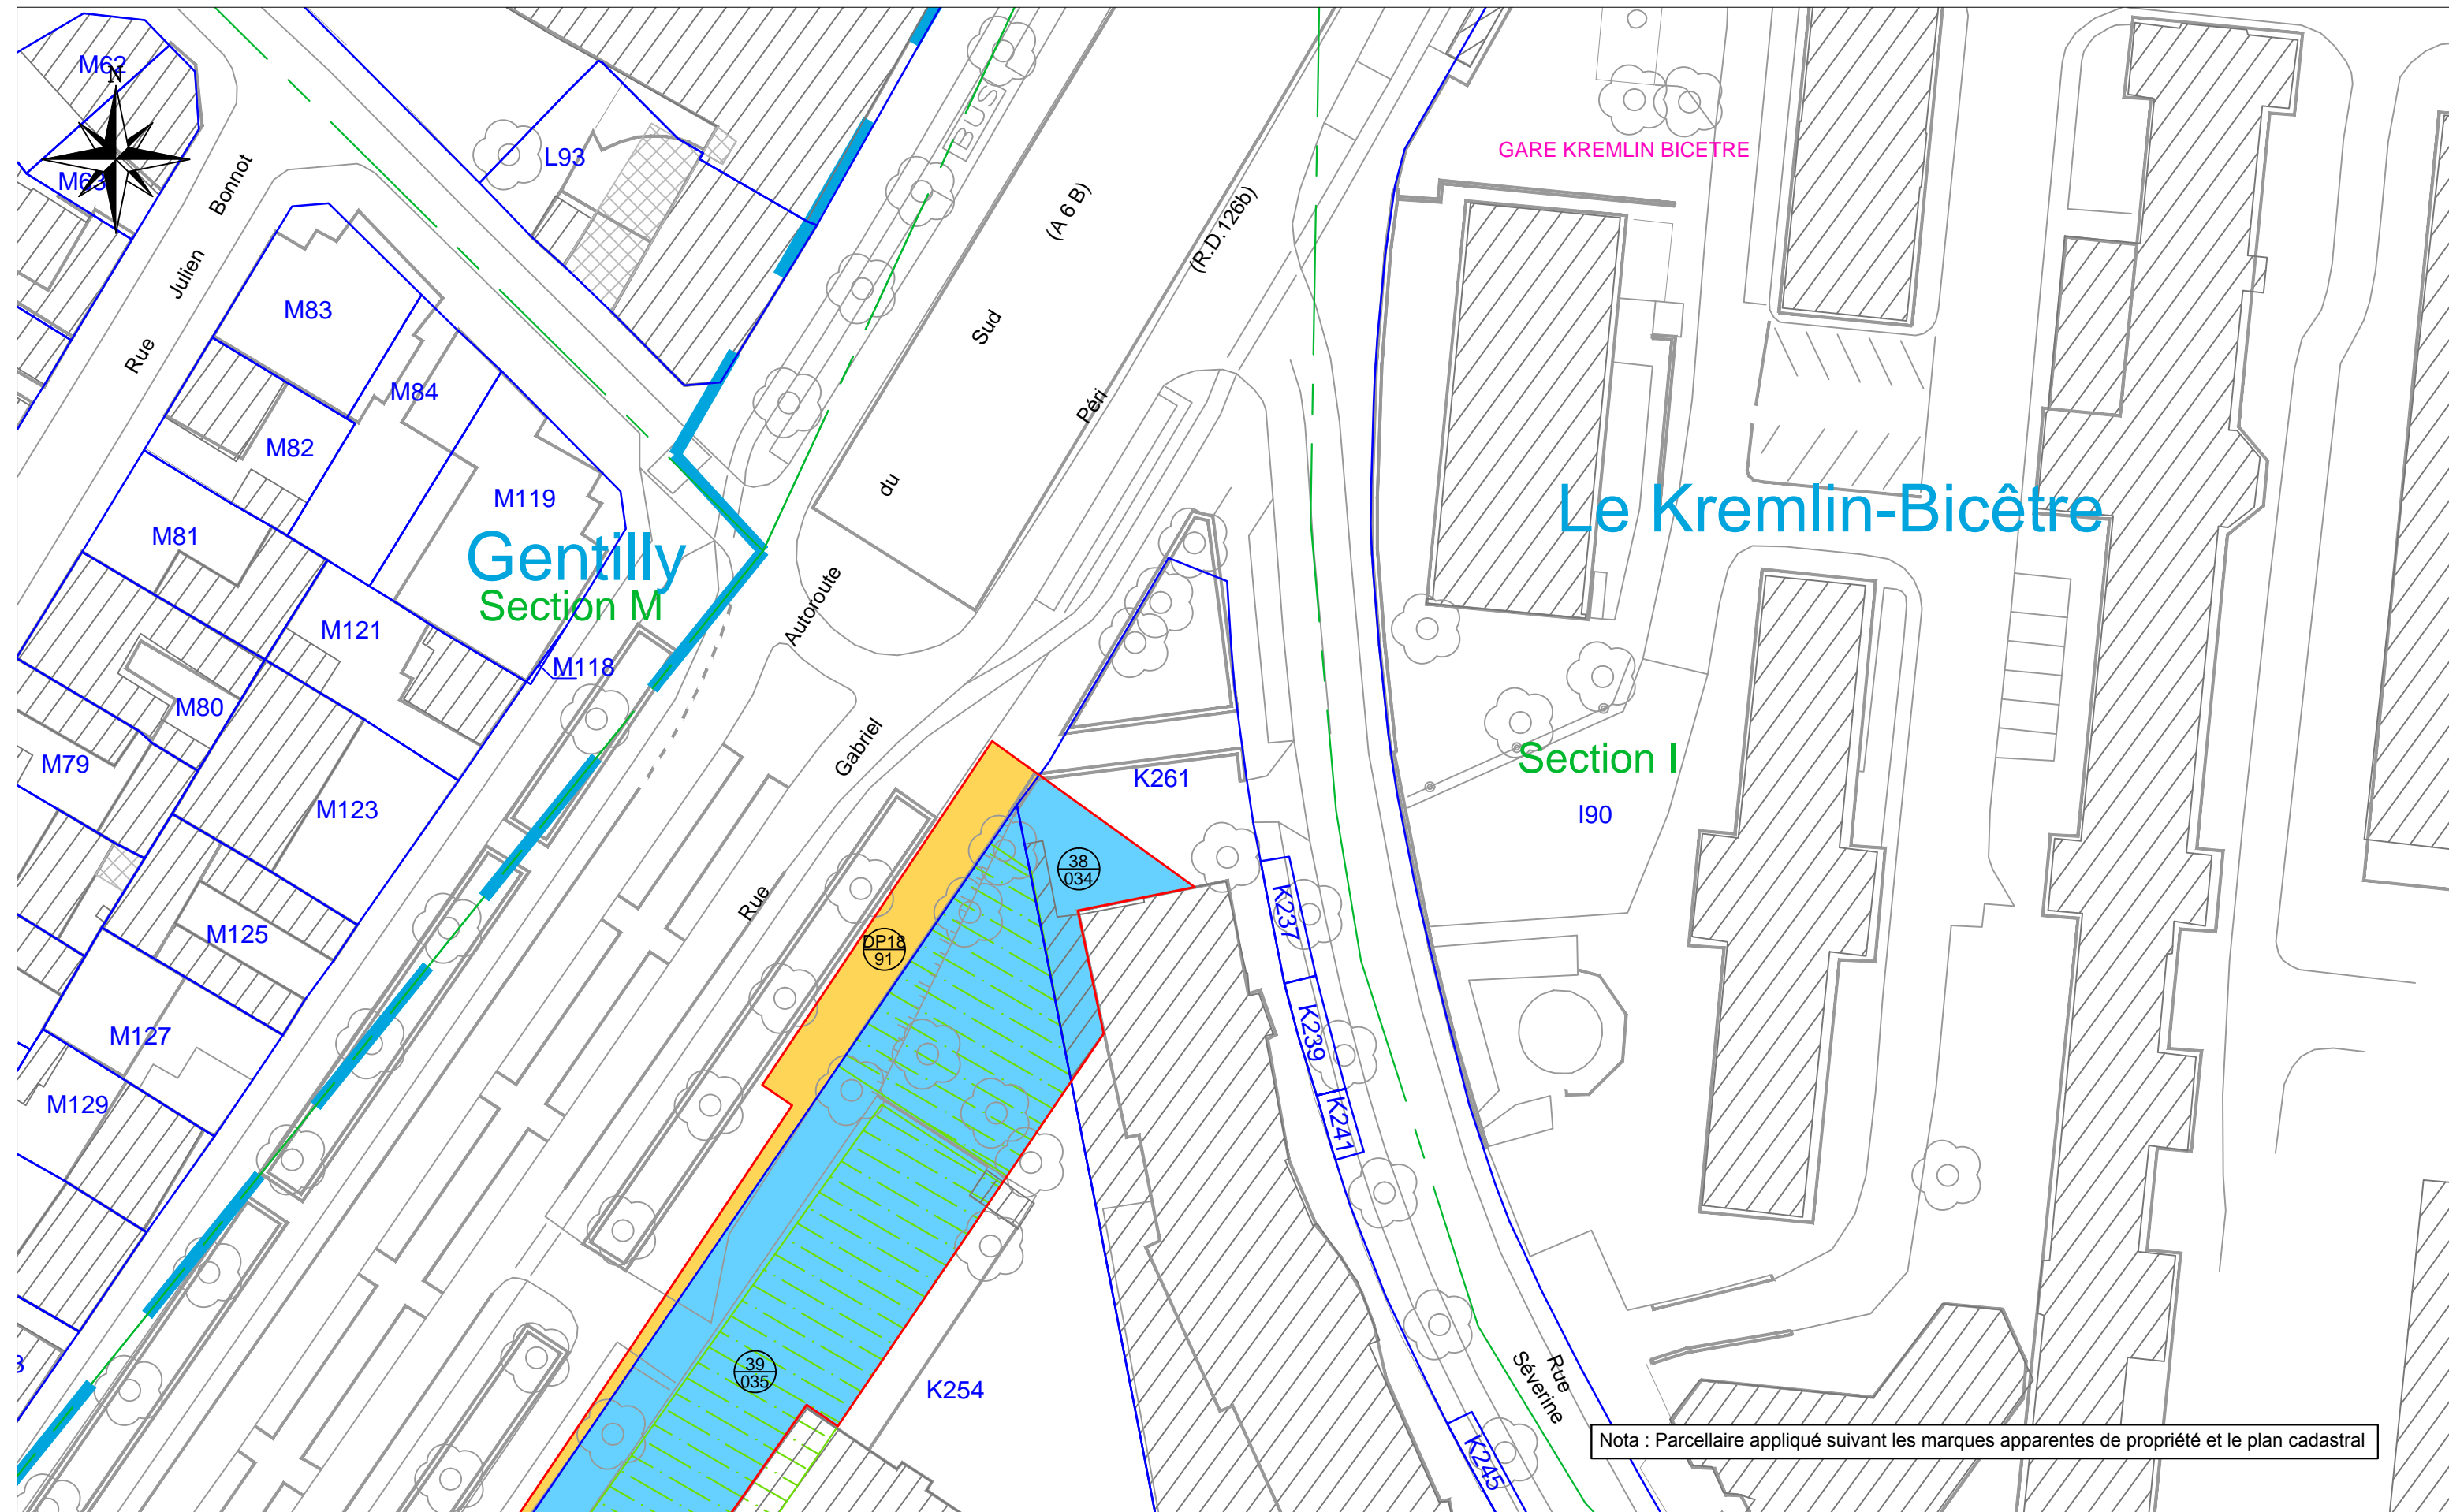 M62
N
M63
L93
BUS
GARE KREMLIN BICETRE
Rue Julien Bonnot
(A 6 B)
(R.D.126b)
M83
M84
M82
M119
M81
Gentilly
Section M
Le Kremlin-Bicêtre
Autoroute du Sud
Rue Gabriel Péri
M121
M118
M80
M79
M123
K261
Section I
I90
38
034
DP18
91
M125
K237
K239
K241
M127
M129
39
035
K254
Rue
Séverine
K245
Nota : Parcellaire appliqué suivant les marques apparentes de propriété et le plan cadastral